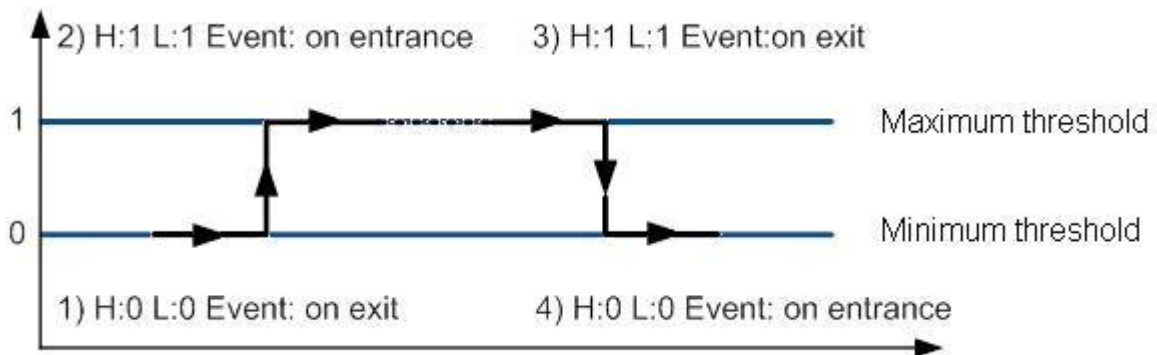 2) H:1 L:1 Event: on entrance
3) H:1 L:1 Event:on exit
1
Maximum threshold
0
Minimum threshold
1) H:0 L:0 Event: on exit
4) H:0 L:0 Event: on entrance